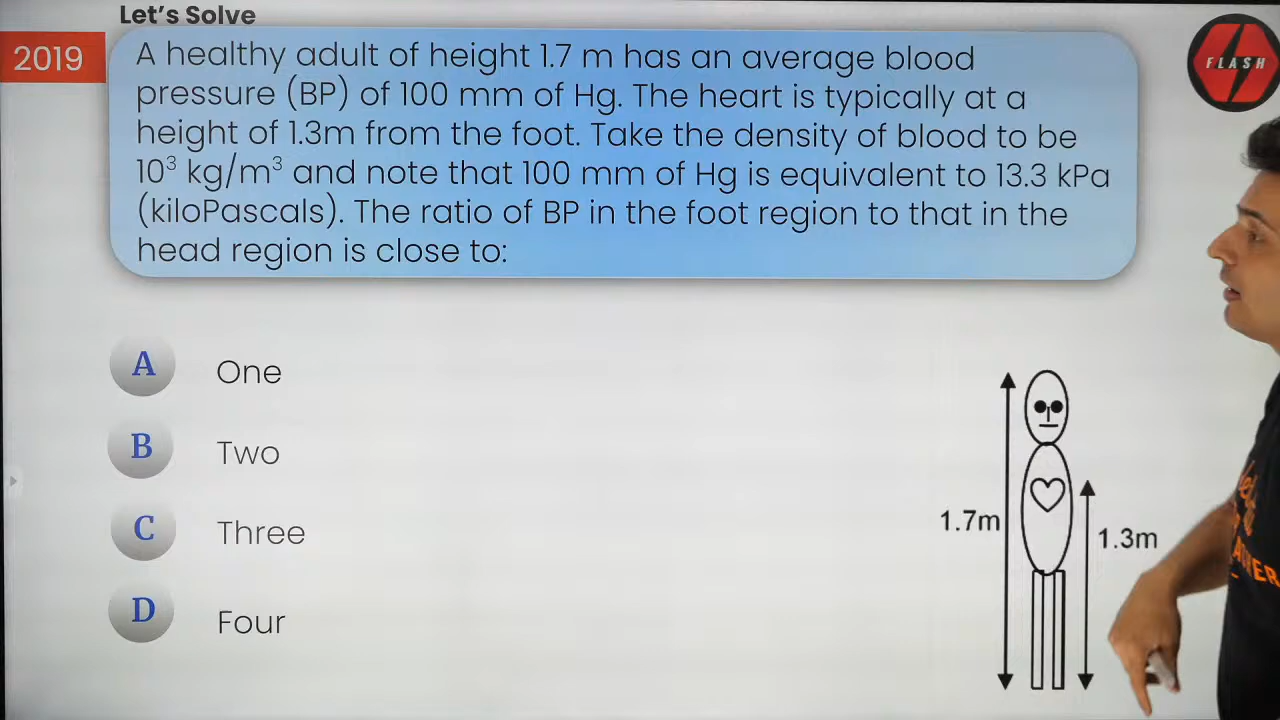 Let's Solve
2019
A healthy adult of height 1.7 m has an average blood
pressure (BP) of 100 mm of Hg. The heart is typically at a
height of 1.3m from the foot. Take the density of blood to be
10³ kg/m³ and note that 100 mm of Hg is equivalent to 13.3 kPa
(kiloPascals). The ratio of BP in the foot region to that in the
head region is close to:
FLASH
A One
B Two
C Three
D Four
1.7m
1.3m